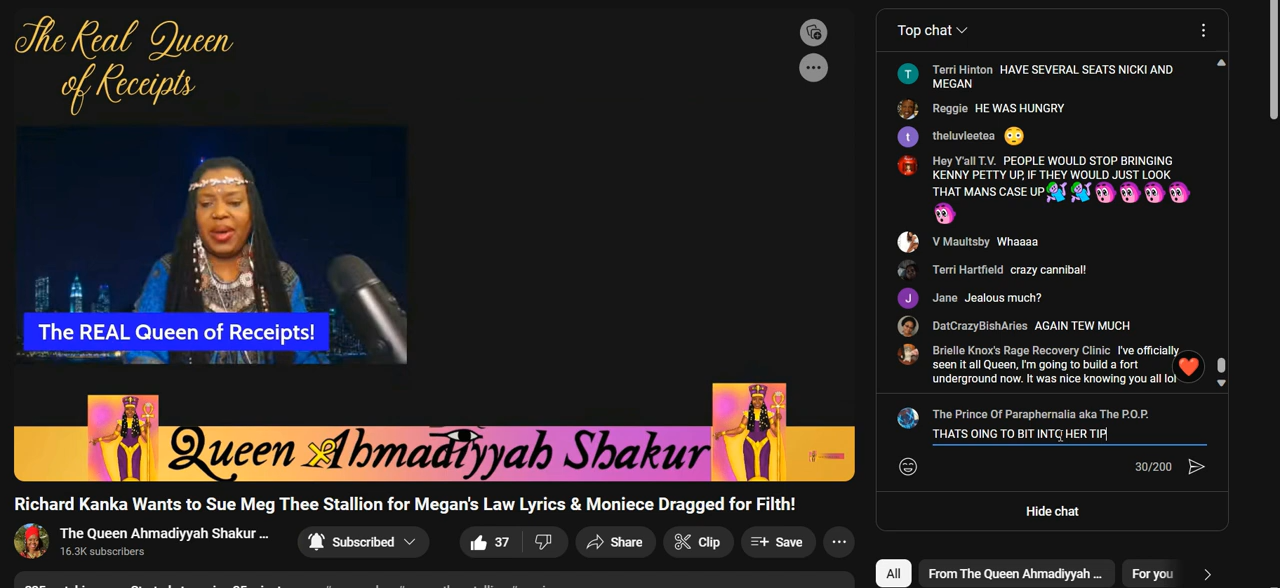 The Real Queen
of Receipts
The REAL Queen of Receipts!
Queen Ahmadiyyah Shakur
Richard Kanka Wants to Sue Meg Thee Stallion for Megan's Law Lyrics & Moniece Dragged for Filth!
The Queen Ahmadiyyah Shakur ...
16.3K subscribers
Subscribed
37
Share
Clip
Save
Top chat
T
Terri Hinton HAVE SEVERAL SEATS NICKI AND
MEGAN
Reggie HE WAS HUNGRY
t
theluvleetea 😳
Hey Y'all T.V. PEOPLE WOULD STOP BRINGING
KENNY PETTY UP, IF THEY WOULD JUST LOOK
THAT MANS CASE UP
V Maultsby Whaaaa
Terri Hartfield crazy cannibal!
J
Jane Jealous much?
DatCrazyBishAries AGAIN TEW MUCH
Brielle Knox's Rage Recovery Clinic I've officially
seen it all Queen, I'm going to build a fort
underground now. It was nice knowing you all lol
The Prince Of Paraphernalia aka The P.O.P.
THATS OING TO BIT INTO HER TIP
30/200
Hide chat
All
From The Queen Ahmadiyyah ...
For you